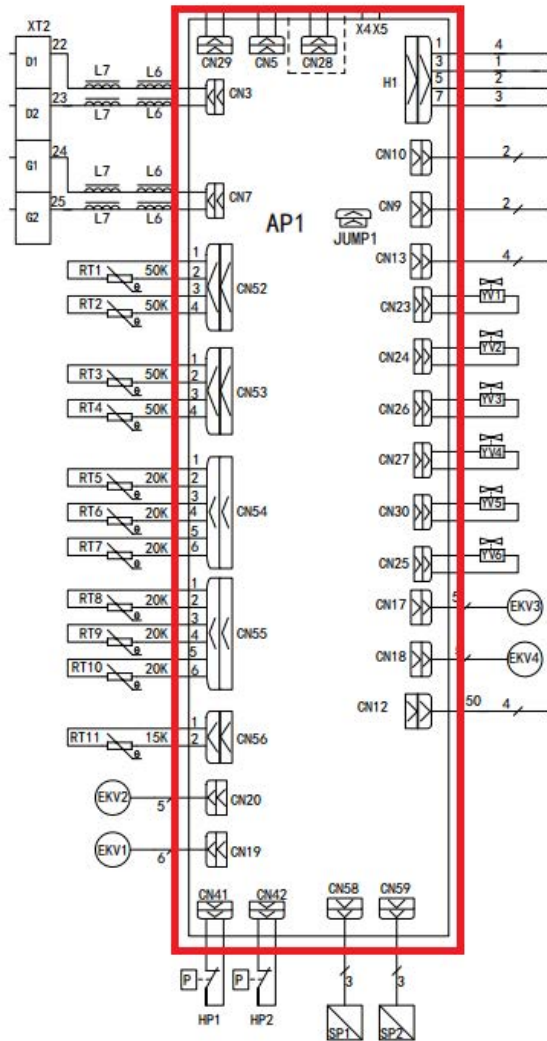 XT2
X4 X5
22
D1
L7
L6
CN29
CN5
CN28
CN3
23
D2
L7
L6
24
G1
L7
L6
CN7
25
G2
L7
L6
AP1
JUMP1
H1
1
3
5
7
4
1
2
3
CN10
2
CN9
2
CN13
4
CN23
YV1
CN24
YV2
CN26
YV3
CN27
YV4
CN30
YV5
CN25
YV6
CN17
5
EKV3
CN18
EKV4
CN12
50
4
RT1
50K
1
2
RT2
50K
3
4
θ
θ
CN52
RT3
50K
1
2
RT4
50K
3
4
θ
θ
CN53
RT5
20K
1
2
RT6
20K
3
4
RT7
20K
5
6
θ
θ
θ
CN54
RT8
20K
1
2
RT9
20K
3
4
RT10
20K
5
6
θ
θ
θ
CN55
RT11
15K
1
2
θ
CN56
EKV2
5
CN20
EKV1
6
CN19
CN41
CN42
CN58
CN59
P
P
3
3
HP1
HP2
SP1
SP2